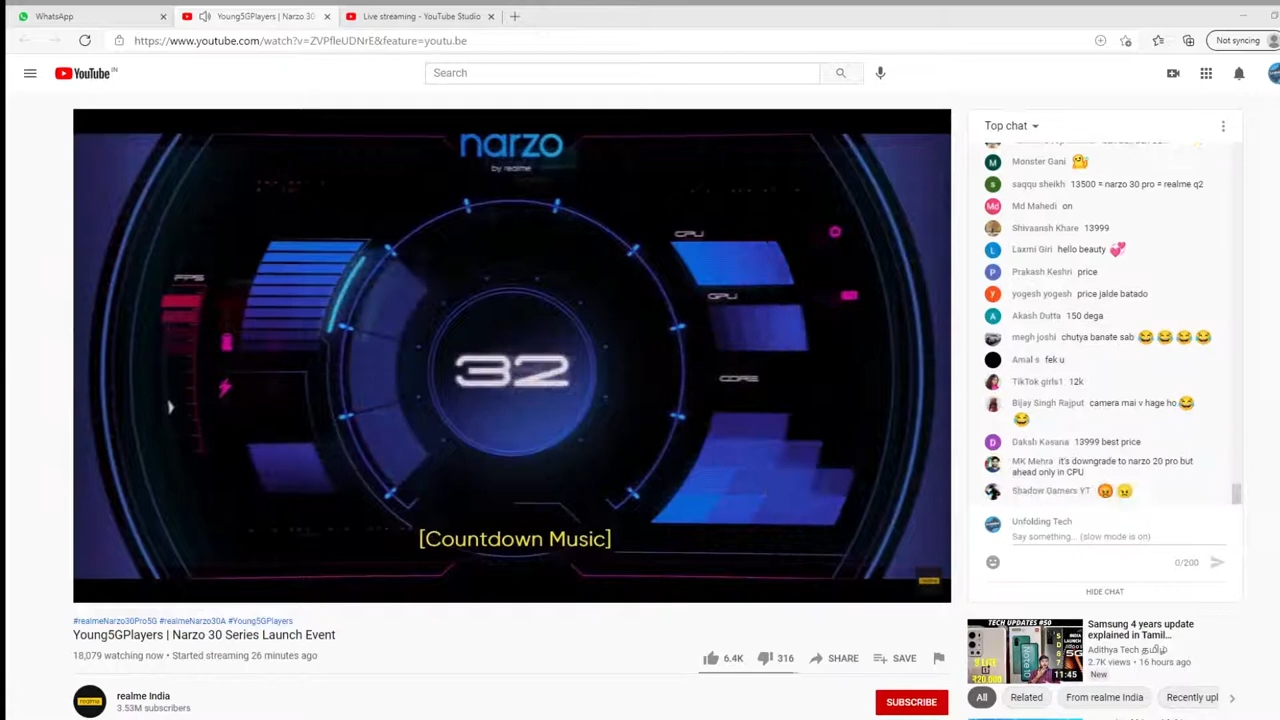 WhatsApp
Young5GPlayers | Narzo 30
Live streaming - YouTube Studio
https://www.youtube.com/watch?v=ZVPfleUDNrE&feature=youtu.be
Not syncing
YouTube IN
Search
narzo
by realme
FPS
CPU
GPU
CORE
32
[Countdown Music]
realme
Top chat
Monster Gani
saqqu sheikh 13500 = narzo 30 pro = realme q2
Md Mahedi on
Shivaansh Khare 13999
Laxmi Giri hello beauty
Prakash Keshri price
yogesh yogesh price jalde batado
Akash Dutta 150 dega
megh joshi chutya banate sab
Amal s fek u
TikTok girls1 12k
Bijay Singh Rajput camera mai v hage ho
Daksh Kasana 13999 best price
MK Mehra it's downgrade to narzo 20 pro but
ahead only in CPU
Shadow Gamers YT
Unfolding Tech
Say something... (slow mode is on)
0/200
HIDE CHAT
#realmeNarzo30Pro5G #realmeNarzo30A #Young5GPlayers
Young5GPlayers | Narzo 30 Series Launch Event
18,079 watching now • Started streaming 26 minutes ago
6.4K
316
SHARE
SAVE
realme India
3.53M subscribers
SUBSCRIBE
TECH UPDATES #50
11:45
Samsung 4 years update
explained in Tamil...
Adithya Tech தமிழ்
2.7K views • 16 hours ago
New
All
Related
From realme India
Recently upl